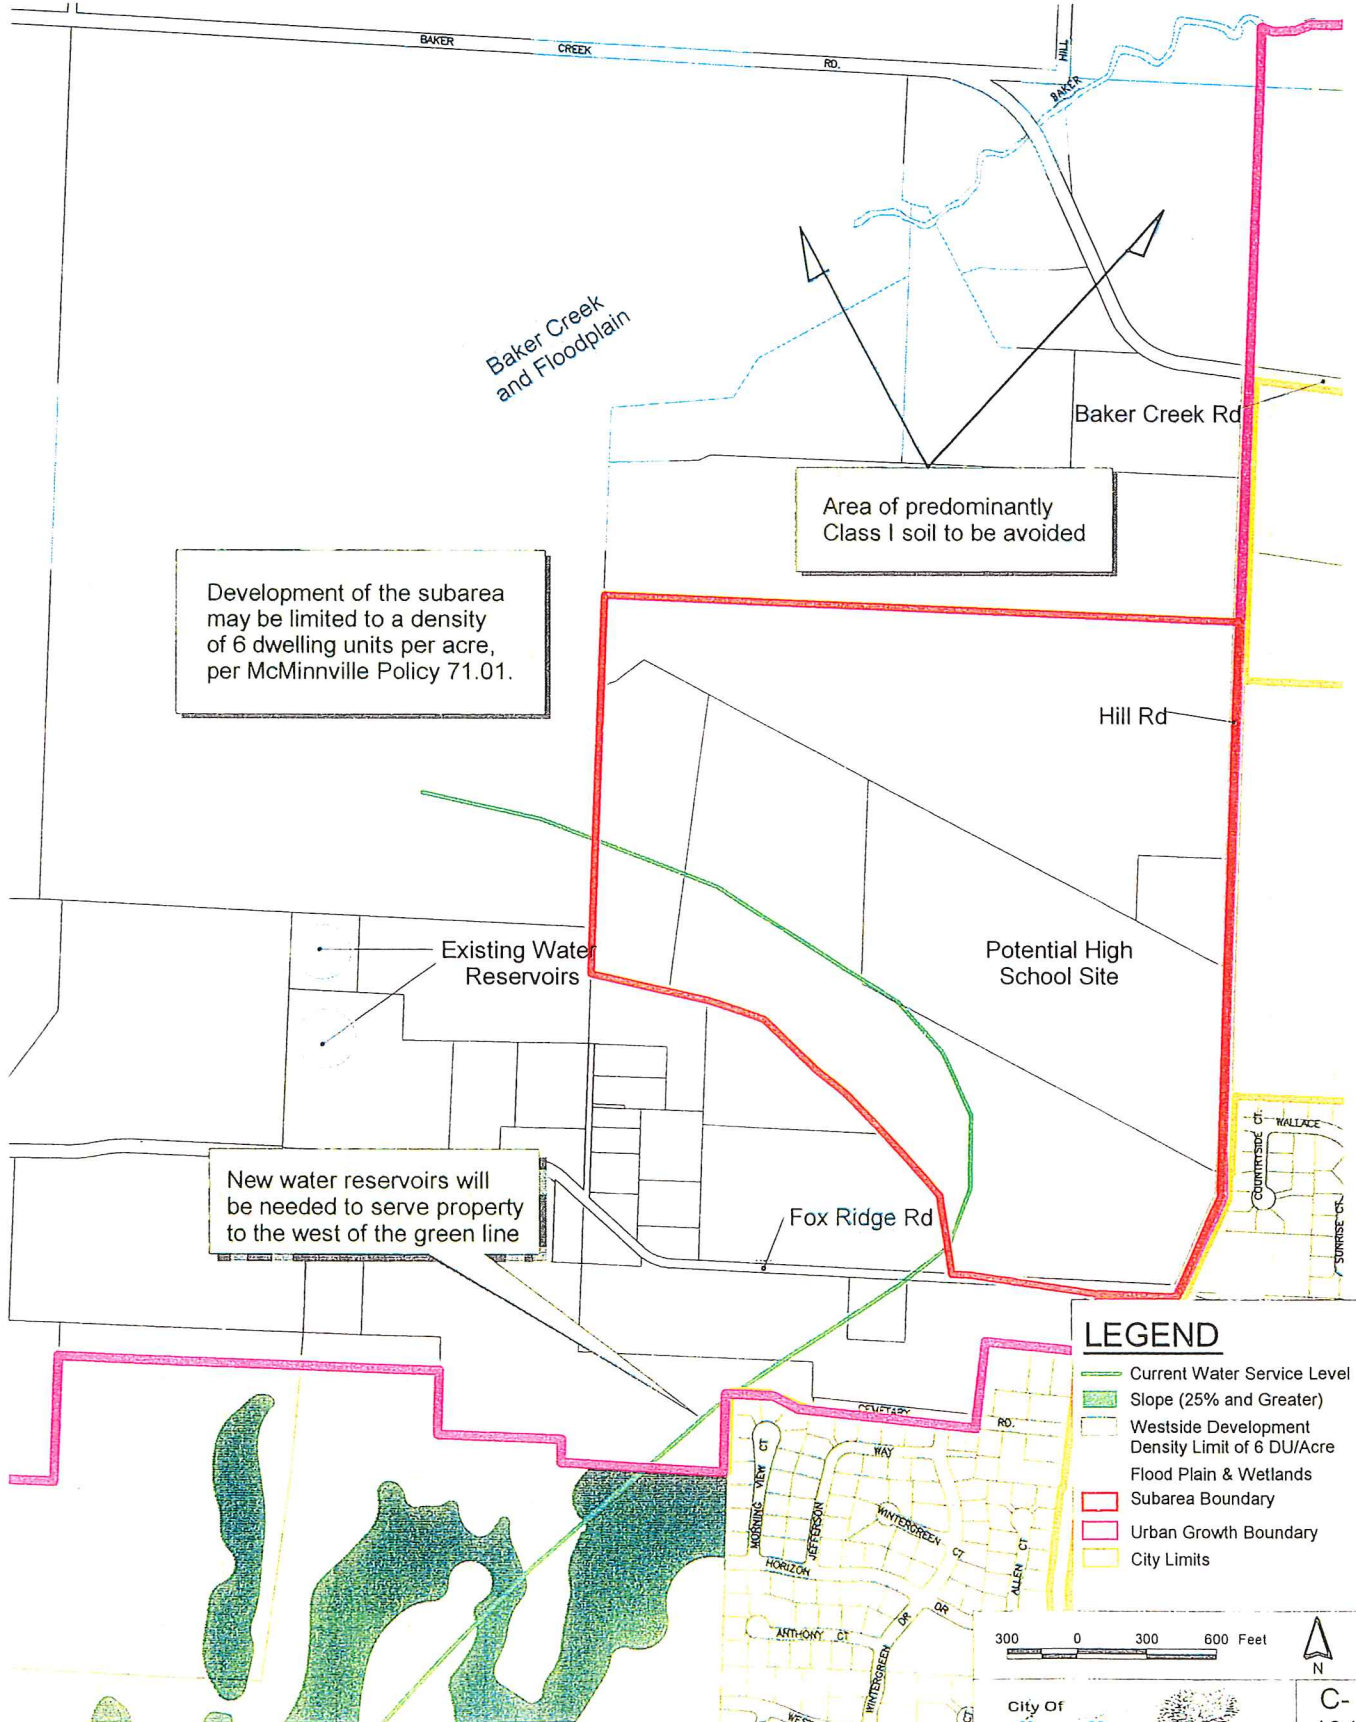 BAKER CREEK RD.
HILL
BAKER
Baker Creek
and Floodplain
Baker Creek Rd
Area of predominantly
Class I soil to be avoided
Development of the subarea
may be limited to a density
of 6 dwelling units per acre,
per McMinnville Policy 71.01.
Hill Rd
Existing Water
Reservoirs
Potential High
School Site
COUNTRYSIDE CT.
WALLACE
SUNRISE CT.
New water reservoirs will
be needed to serve property
to the west of the green line
Fox Ridge Rd
CEMETARY
RD.
MORNING VIEW CT
WAY
JEFFERSON
WINTERGREEN CT
HORIZON
DR
ALLEN CT
ANTHONY CT
WINTERGREEN
DR
LEGEND
Current Water Service Level
Slope (25% and Greater)
Westside Development
Density Limit of 6 DU/Acre
Flood Plain & Wetlands
Subarea Boundary
Urban Growth Boundary
City Limits
300 0 300 600 Feet
N
City Of
C-